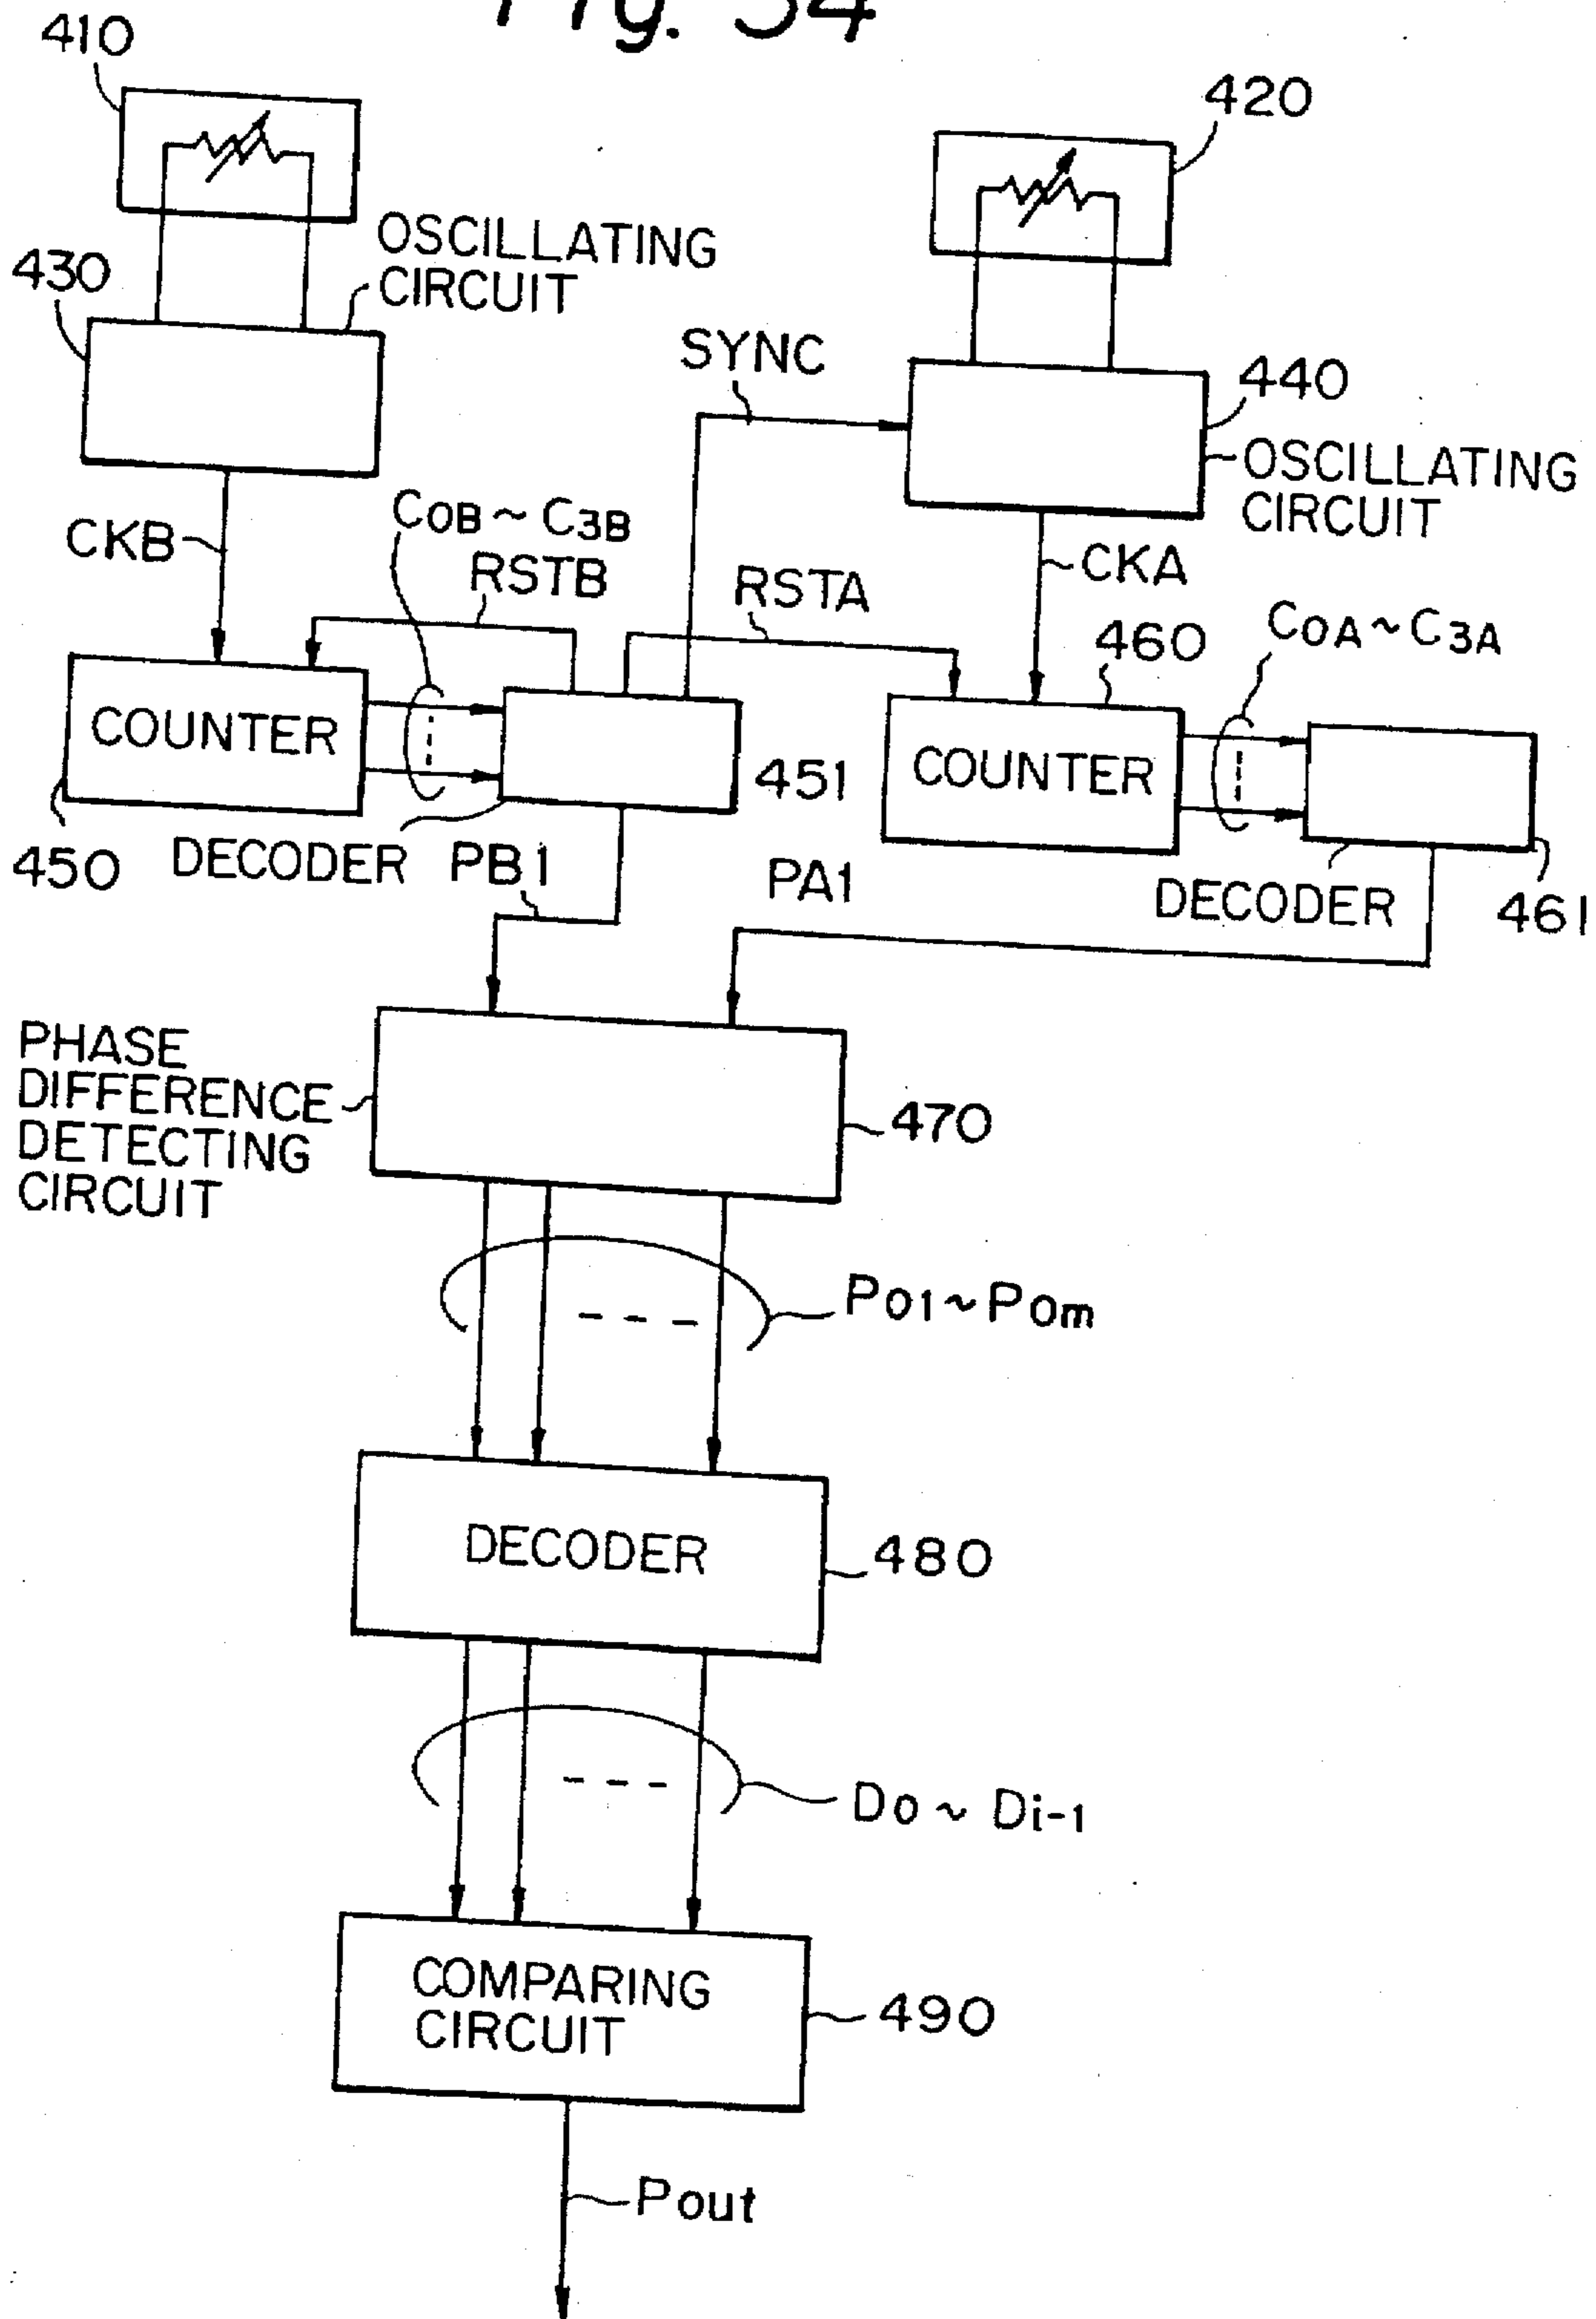 Fig. 34
410
420
OSCILLATING
CIRCUIT
430
SYNC
440
OSCILLATING
CIRCUIT
C0B ~ C3B
CKB
RSTB
RSTA
CKA
C0A ~ C3A
460
COUNTER
451
COUNTER
450
DECODER
PB1
PA1
DECODER
461
PHASE
DIFFERENCE
DETECTING
CIRCUIT
470
P01 ~ P0m
DECODER
480
D0 ~ Di-1
COMPARING
CIRCUIT
490
Pout